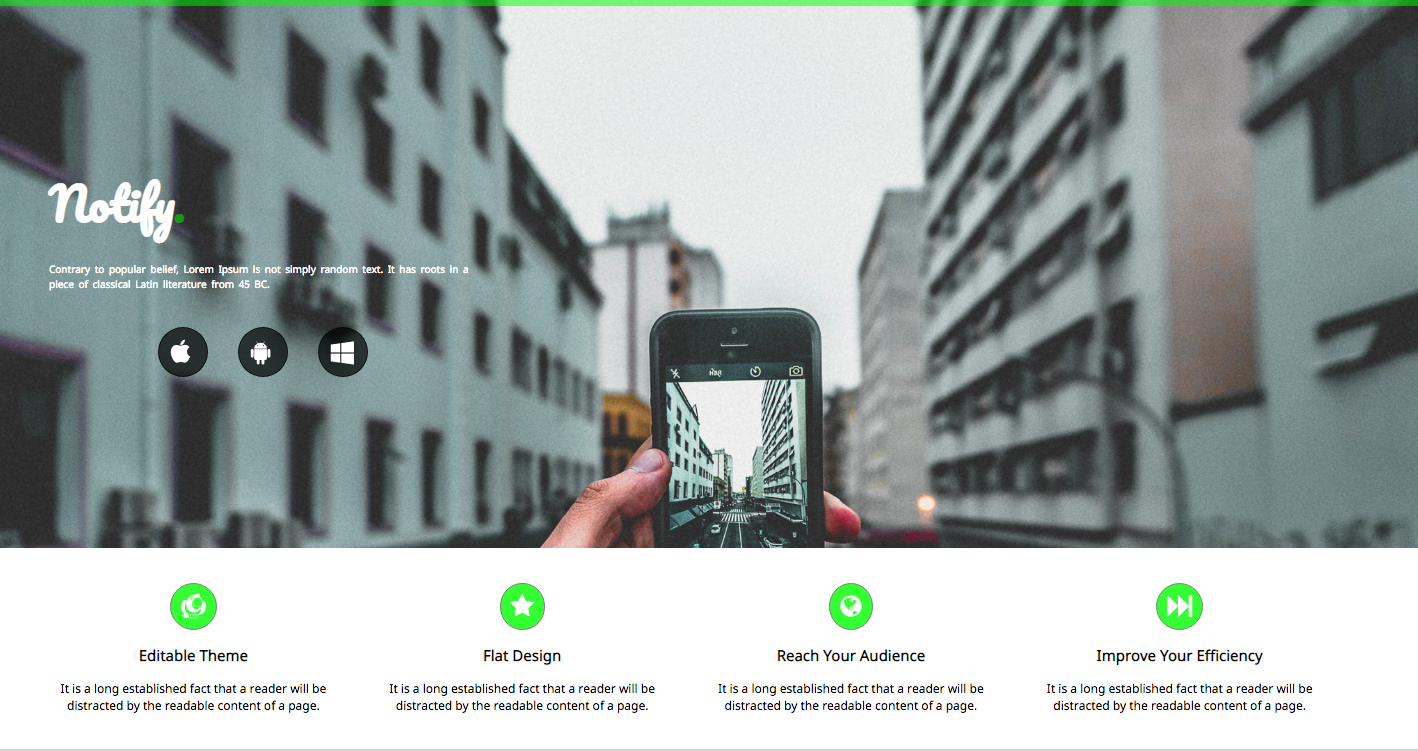 Notify.
Contrary to popular belief, Lorem Ipsum is not simply random text. It has roots in a
piece of classical Latin literature from 45 BC.
Editable Theme
Flat Design
Reach Your Audience
Improve Your Efficiency
It is a long established fact that a reader will be
distracted by the readable content of a page.
It is a long established fact that a reader will be
distracted by the readable content of a page.
It is a long established fact that a reader will be
distracted by the readable content of a page.
It is a long established fact that a reader will be
distracted by the readable content of a page.